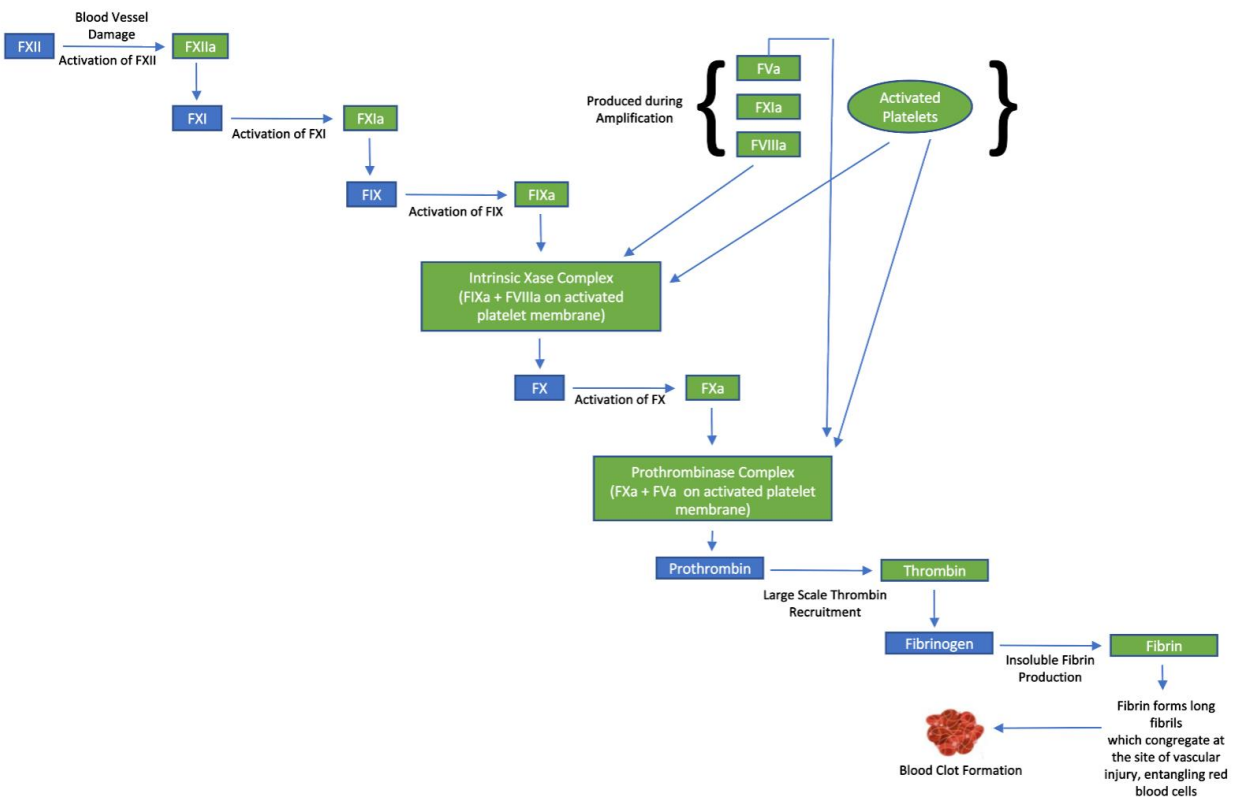 Blood Vessel
Damage
FXII
FXIIa
Activation of FXII
FVa
Produced during
Amplification
FXIa
FVIIIa
Activated
Platelets
FXI
FXIa
Activation of FXI
FIX
FIXa
Activation of FIX
Intrinsic Xase Complex
(FIXa + FVIIIa on activated
platelet membrane)
FX
FXa
Activation of FX
Prothrombinase Complex
(FXa + FVa on activated platelet
membrane)
Prothrombin
Thrombin
Large Scale Thrombin
Recruitment
Fibrinogen
Fibrin
Insoluble Fibrin
Production
Fibrin forms long
fibrils
which congregate at
the site of vascular
injury, entangling red
blood cells
Blood Clot Formation